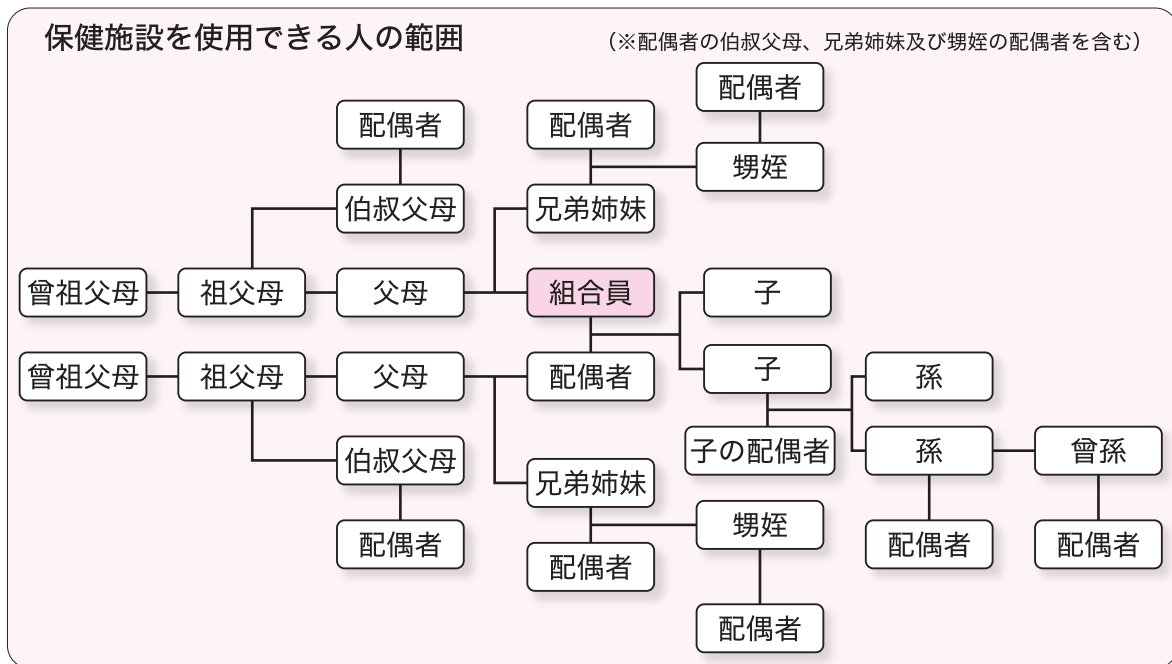 保健施設を使用できる人の範囲
（※配偶者の伯叔父母、兄弟姉妹及び甥姪の配偶者を含む）
配偶者
配偶者
配偶者
甥姪
伯叔父母
兄弟姉妹
曾祖父母
祖父母
父母
組合員
子
曾祖父母
祖父母
父母
配偶者
子
孫
伯叔父母
兄弟姉妹
子の配偶者
孫
曾孫
配偶者
配偶者
甥姪
配偶者
配偶者
配偶者